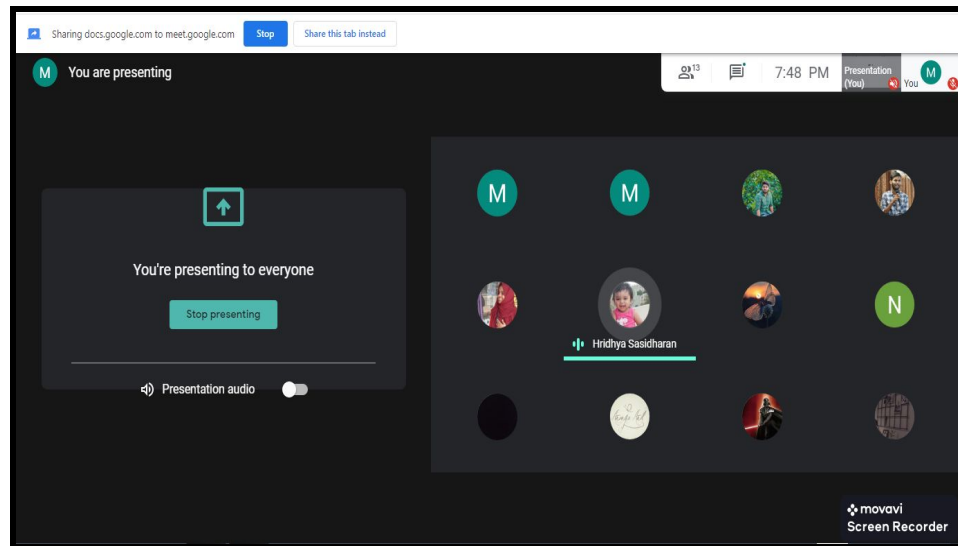 Sharing docs.google.com to meet.google.com Stop Share this tab instead
M You are presenting
13 7:48 PM Presentation (You) You M
M M
You're presenting to everyone
Stop presenting
N
Hridhya Sasidharan
Presentation audio
movavi
Screen Recorder